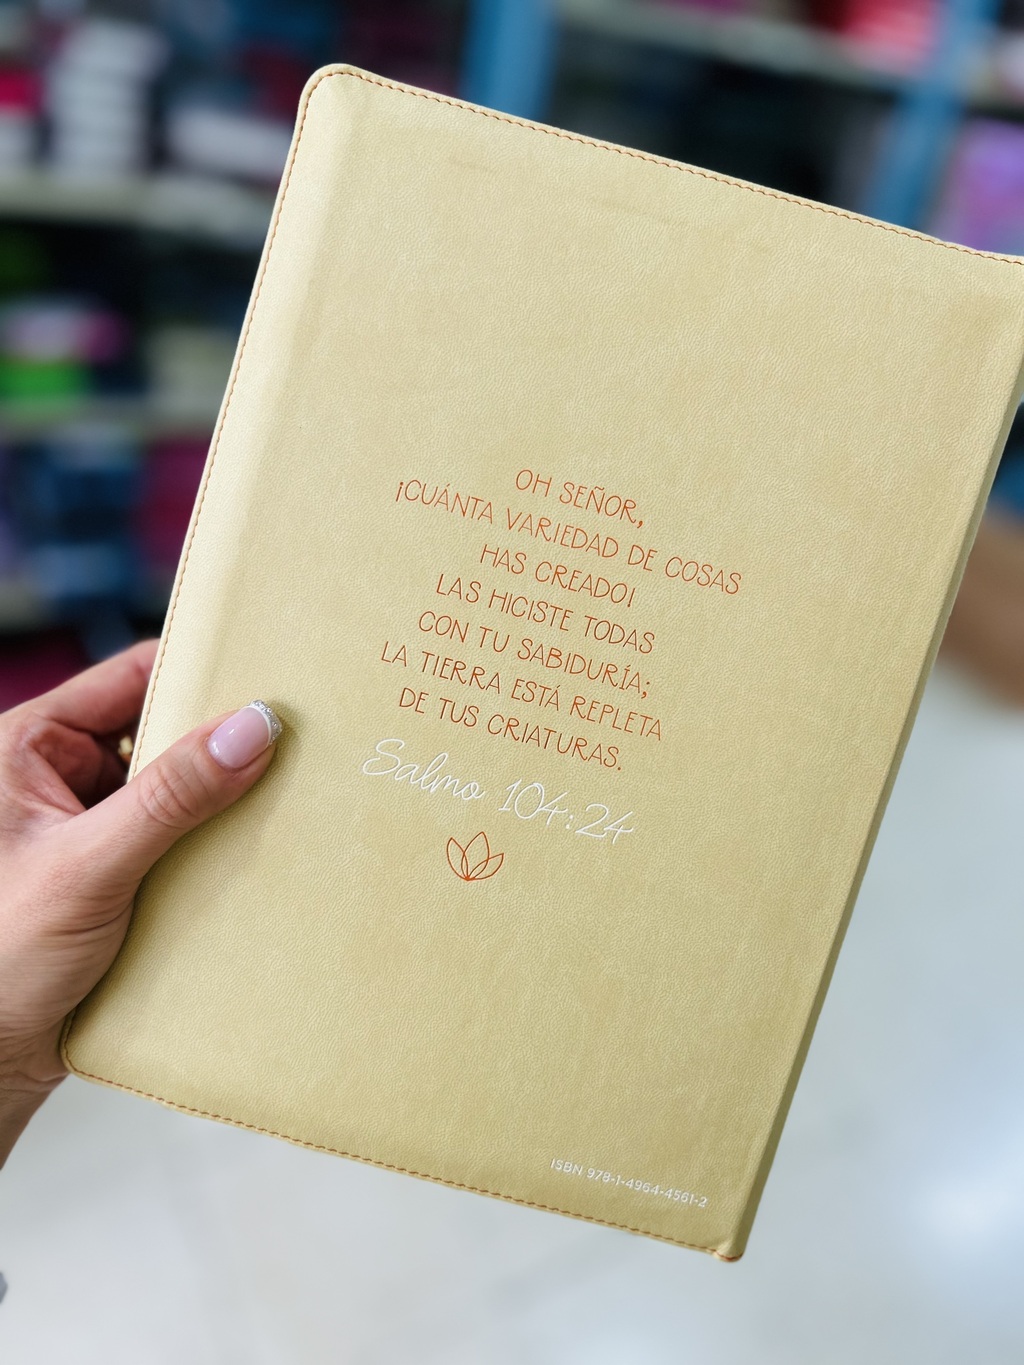 OH SEÑOR,
¡CUÁNTA VARIEDAD DE COSAS
HAS CREADO!
LAS HICISTE TODAS
CON TU SABIDURÍA;
LA TIERRA ESTÁ REPLETA
DE TUS CRIATURAS.
Salmo 104:24
ISBN 978-1-4964-4561-2